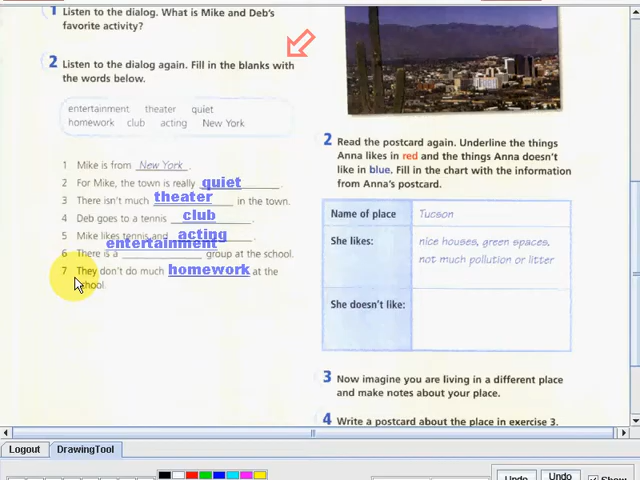 1 Listen to the dialog. What is Mike and Deb's
favorite activity?
2 Listen to the dialog again. Fill in the blanks with
the words below.
entertainment theater quiet
homework club acting New York
1 Mike is from New York.
2 For Mike, the town is really quiet.
3 There isn't much theater in the town.
4 Deb goes to a tennis club.
5 Mike likes tennis and acting.
entertainment
6 There is a group at the school.
7 They don't do much homework at the
school.
2 Read the postcard again. Underline the things
Anna likes in red and the things Anna doesn't
like in blue. Fill in the chart with the information
from Anna's postcard.
Name of place Tucson
She likes: nice houses, green spaces,
not much pollution or litter
She doesn't like:
3 Now imagine you are living in a different place
and make notes about your place.
4 Write a postcard about the place in exercise 3.
Logout DrawingTool
Undo Undo Show